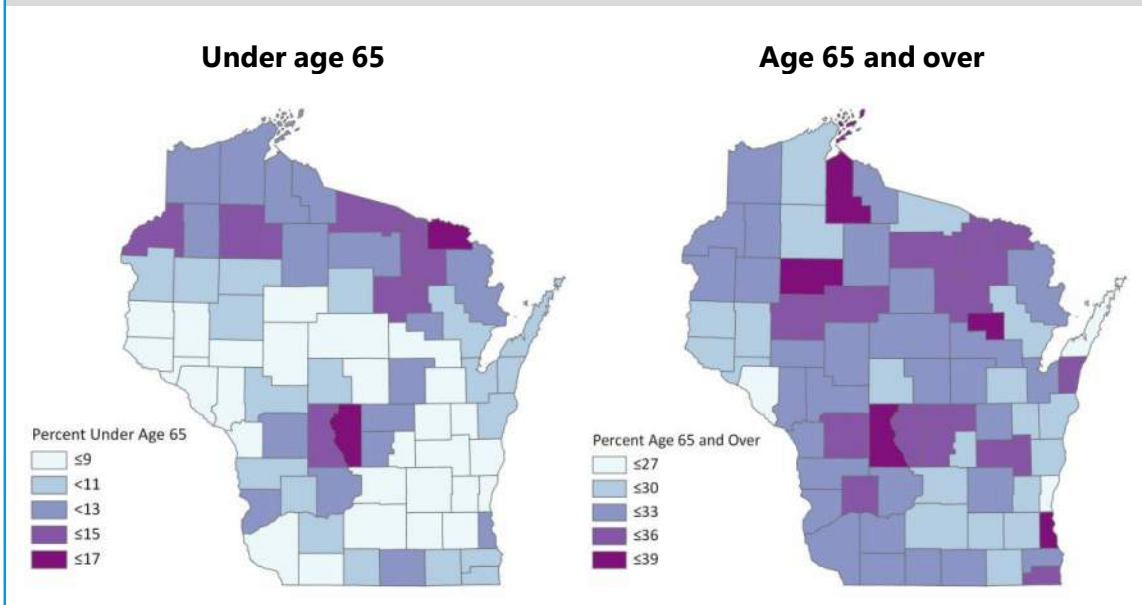 Under age 65
Age 65 and over
Percent Under Age 65
≤9
<11
<13
≤15
≤17
Percent Age 65 and Over
≤27
≤30
≤33
≤36
≤39